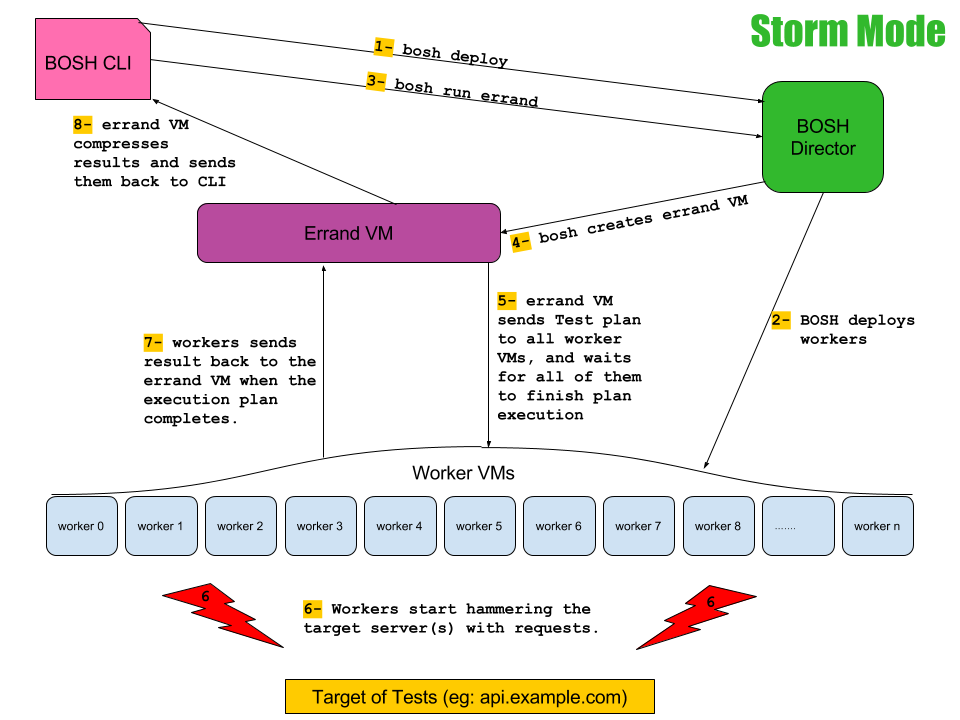 Storm Mode
BOSH CLI
1- bosh deploy
3- bosh run errand
BOSH
Director
8- errand VM
compresses
results and sends
them back to CLI
Errand VM
4- bosh creates errand VM
5- errand VM
sends Test plan
to all worker
VMs, and waits
for all of them
to finish plan
execution
2- BOSH deploys
workers
7- workers sends
result back to the
errand VM when the
execution plan
completes.
Worker VMs
worker 0
worker 1
worker 2
worker 3
worker 4
worker 5
worker 6
worker 7
worker 8
.......
worker n
6
6- Workers start hammering the
target server(s) with requests.
6
Target of Tests (eg: api.example.com)